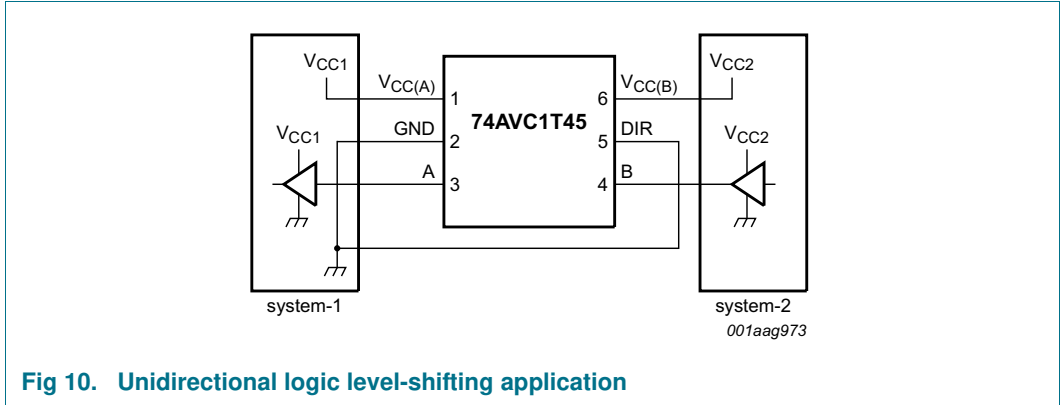 VCC1
VCC(A)
VCC(B)
VCC2
1
6
74AVC1T45
GND
DIR
VCC1
2
5
VCC2
A
B
3
4
system-1
system-2
001aag973
Fig 10. Unidirectional logic level-shifting application